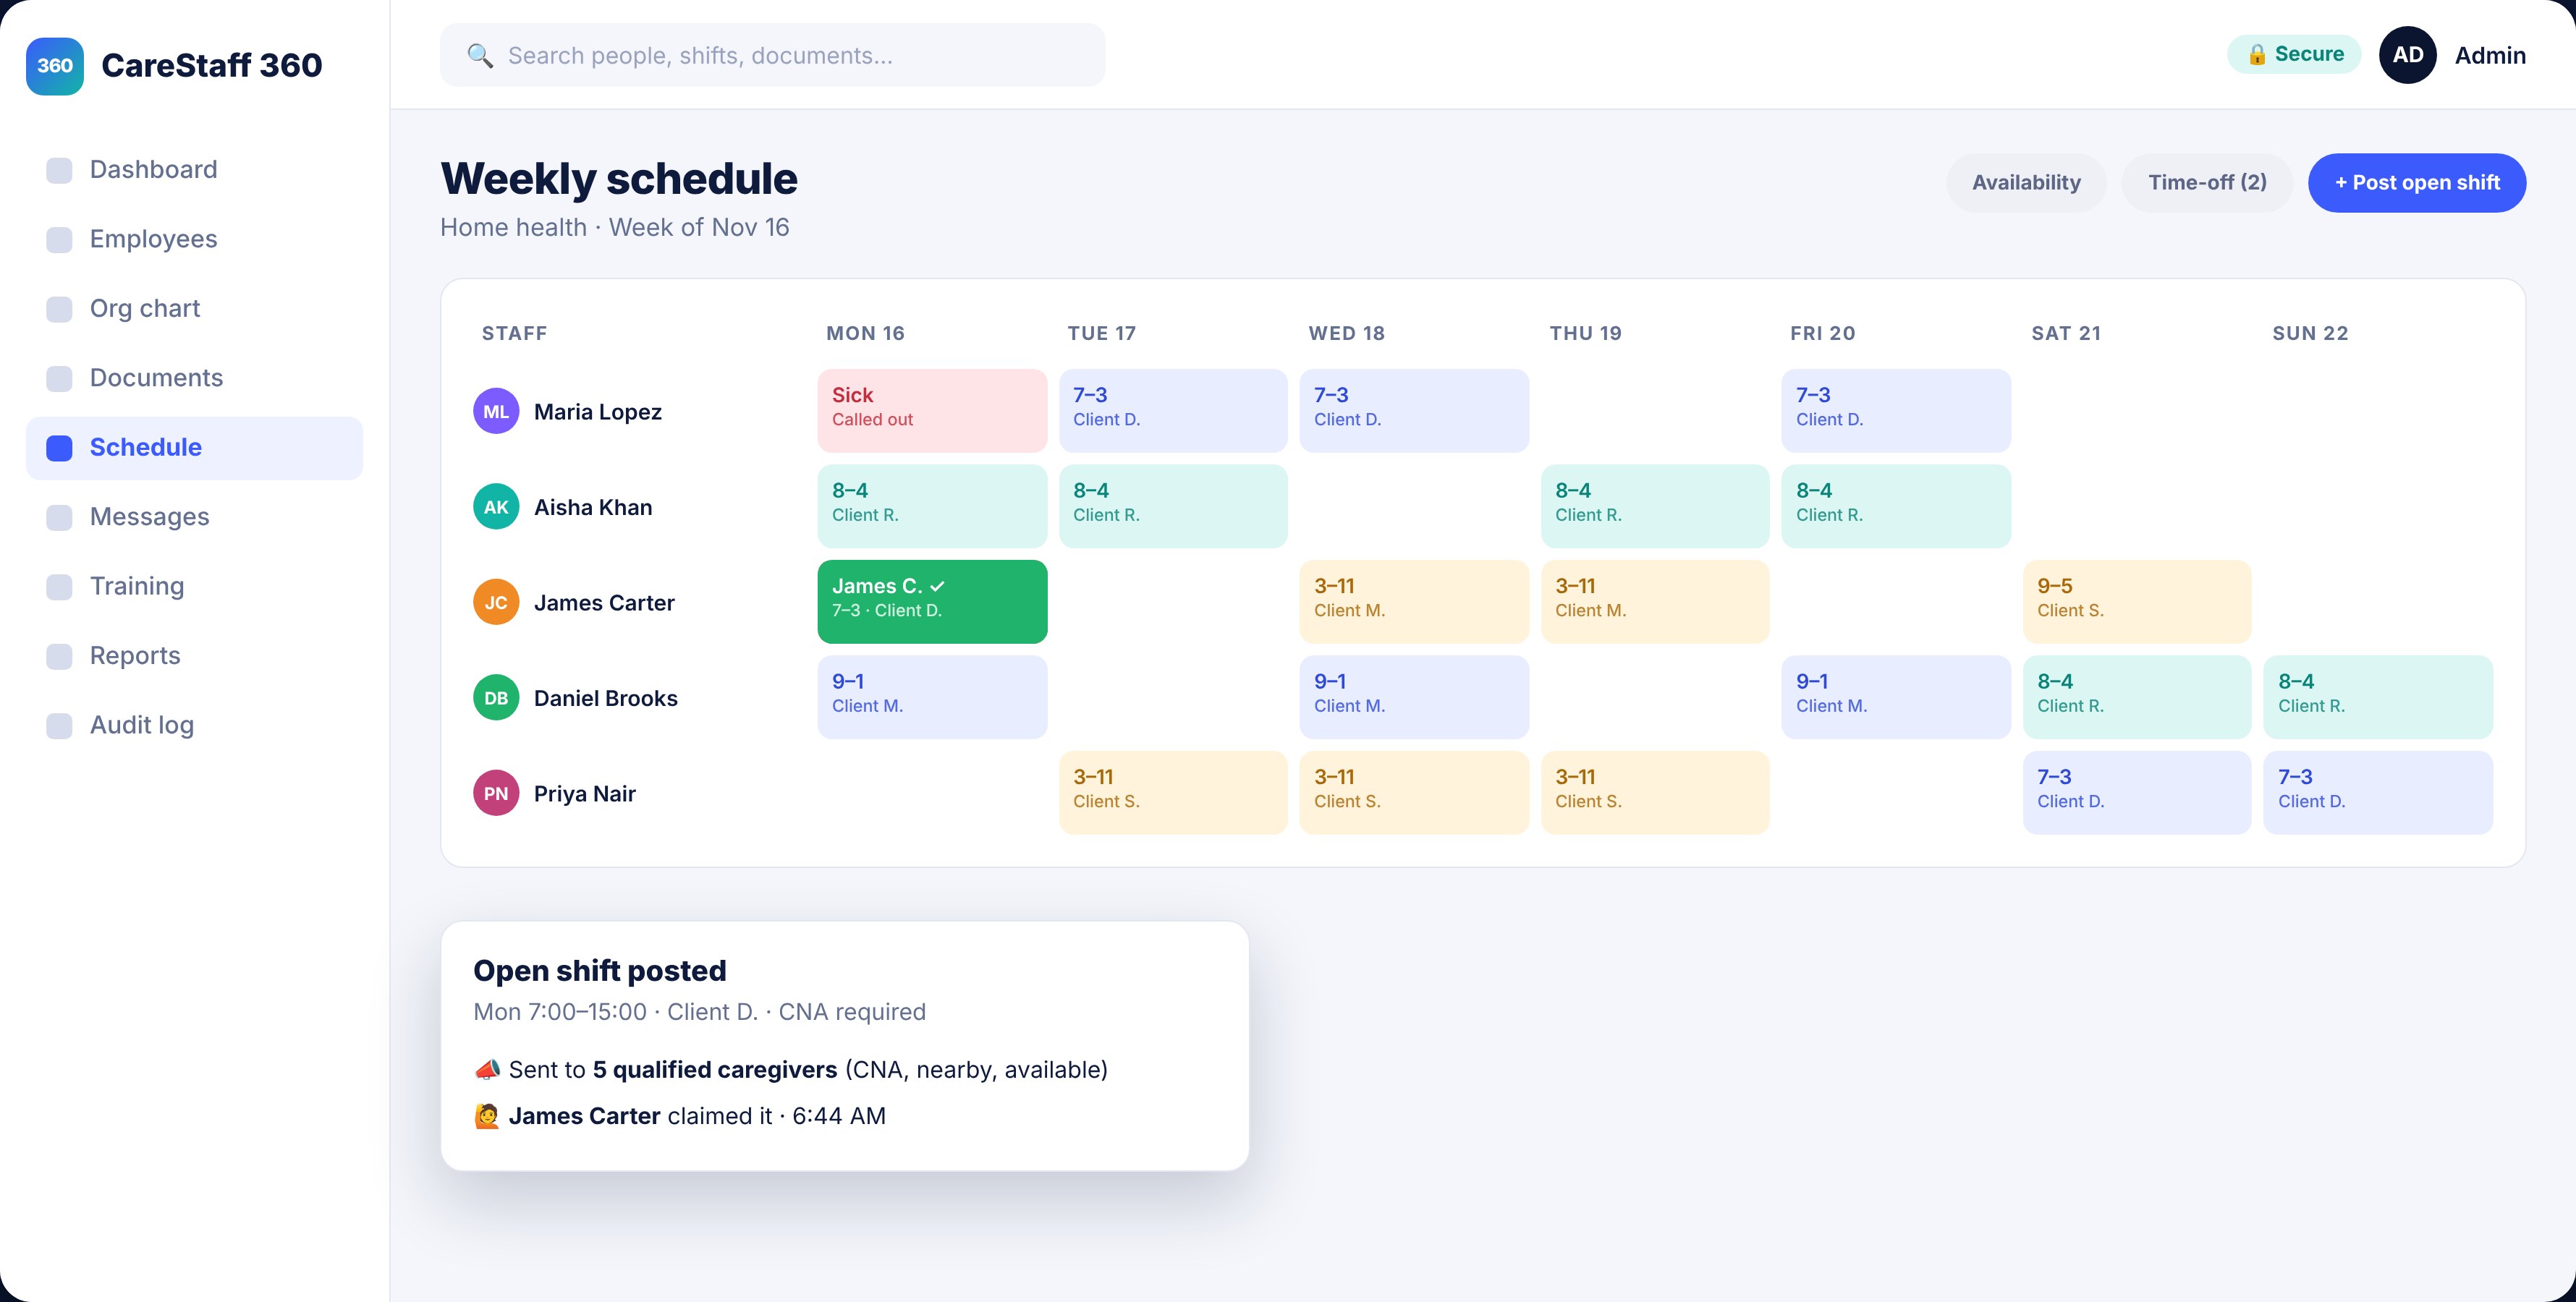 360 CareStaff 360
Dashboard
Employees
Org chart
Documents
Schedule
Messages
Training
Reports
Audit log
Search people, shifts, documents...
Secure AD Admin
Weekly schedule
Home health · Week of Nov 16
Availability Time-off (2) + Post open shift
STAFF MON 16 TUE 17 WED 18 THU 19 FRI 20 SAT 21 SUN 22
ML Maria Lopez
Sick 7–3 7–3 7–3
Called out Client D. Client D. Client D.
AK Aisha Khan
8–4 8–4 8–4 8–4
Client R. Client R. Client R. Client R.
JC James Carter
James C. ✓ 3–11 3–11 9–5
7–3 · Client D. Client M. Client M. Client S.
DB Daniel Brooks
9–1 9–1 9–1 8–4 8–4
Client M. Client M. Client M. Client R. Client R.
PN Priya Nair
3–11 3–11 3–11 7–3 7–3
Client S. Client S. Client S. Client D. Client D.
Open shift posted
Mon 7:00–15:00 · Client D. · CNA required
Sent to 5 qualified caregivers (CNA, nearby, available)
James Carter claimed it · 6:44 AM